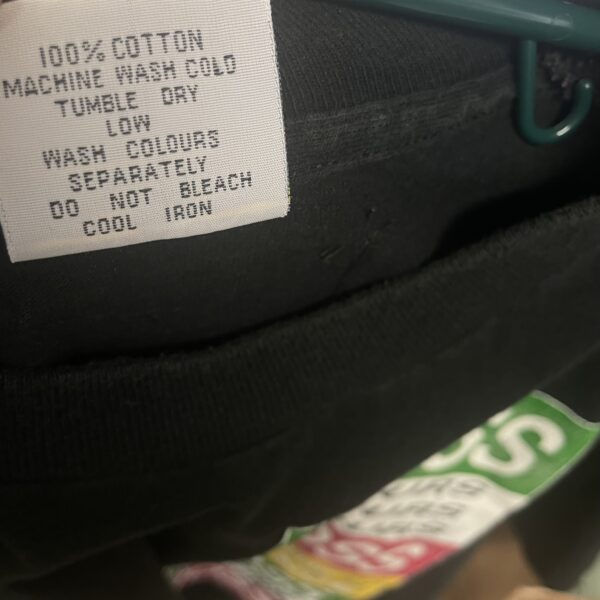 100% COTTON
MACHINE WASH COLD
TUMBLE DRY
LOW
WASH COLOURS
SEPARATELY
DO NOT BLEACH
COOL IRON